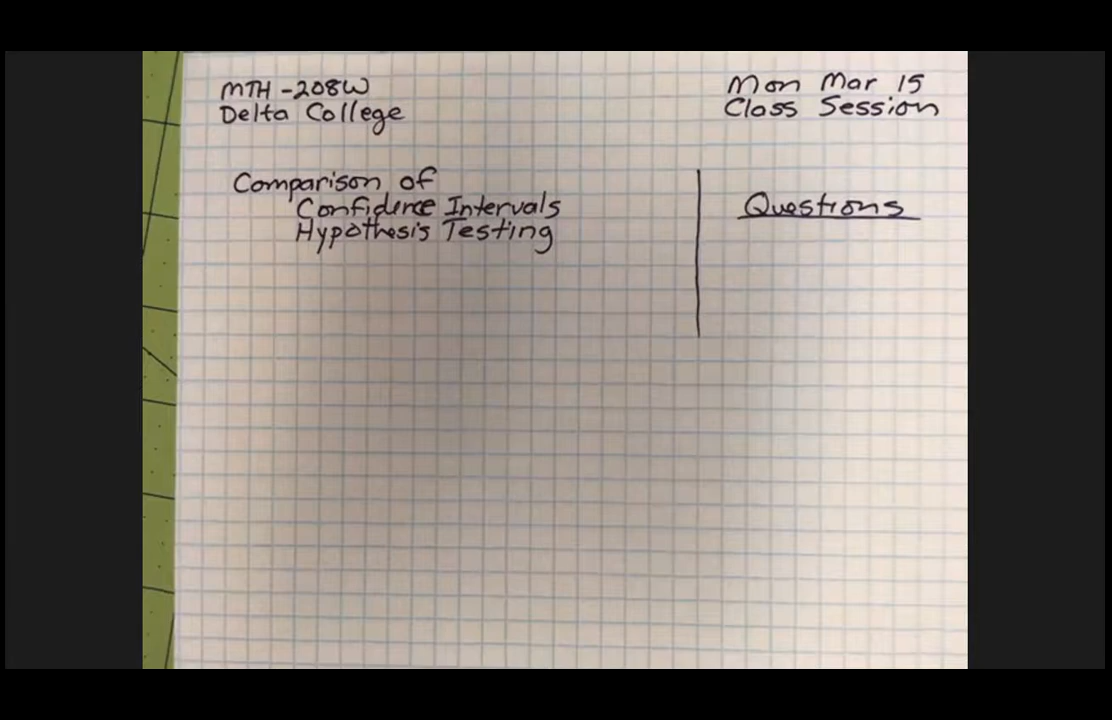 MTH-208W
Delta College
Mon Mar 15
Class Session
Comparison of
Confidence Intervals
Hypothesis Testing
Questions